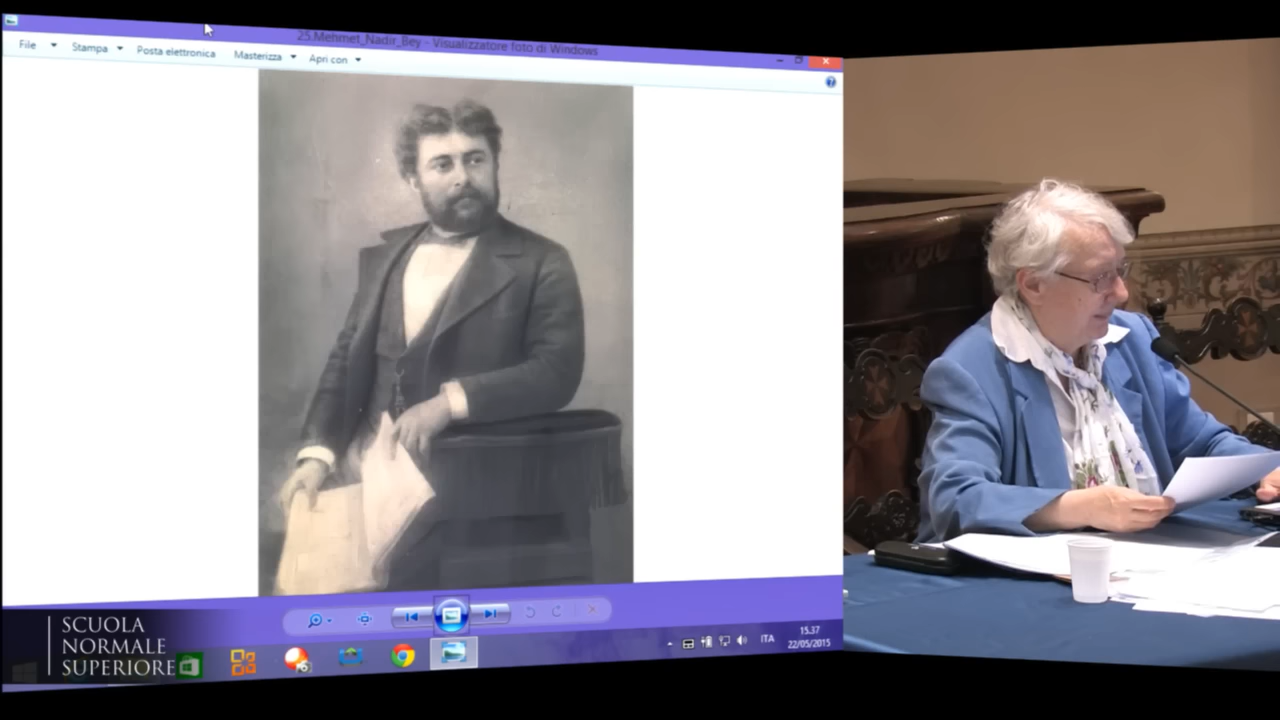 25.Mehmet_Nadir_Bey - Visualizzatore foto di Windows
File Stampa Posta elettronica Masterizza Apri con
ITA
15.37
22/05/2015
SCUOLA
NORMALE
SUPERIORE